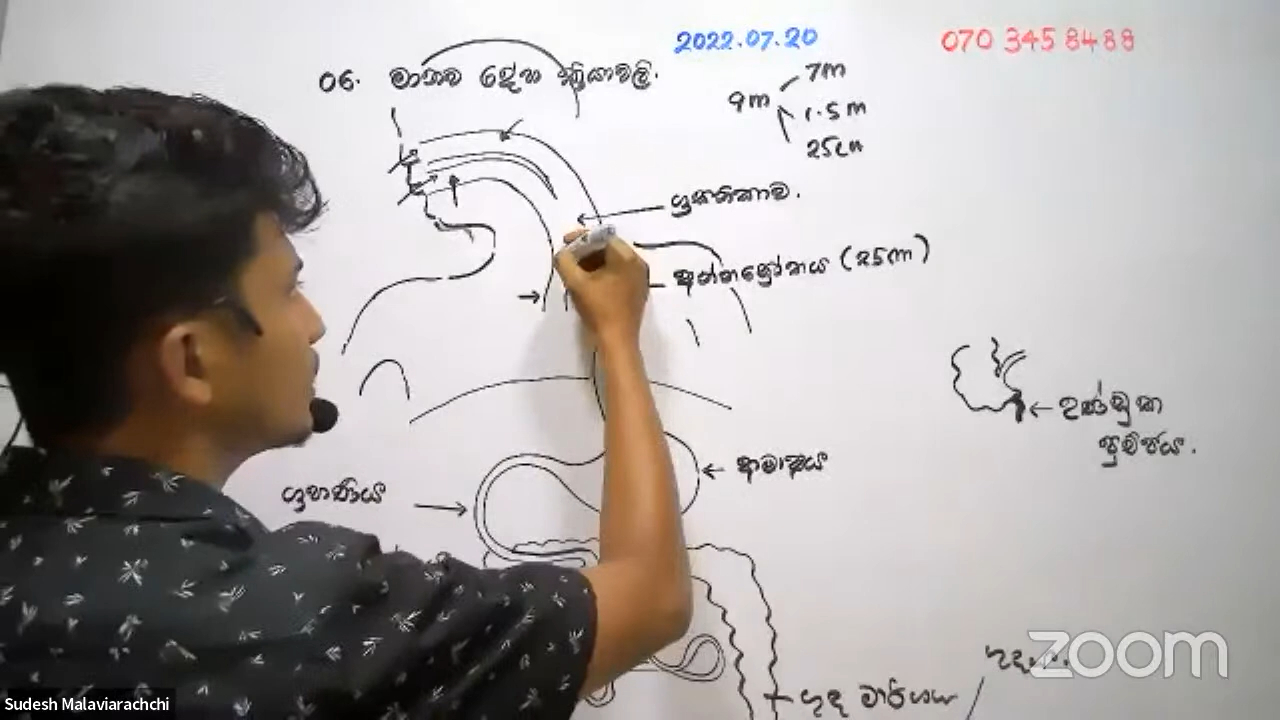 2022.07.20
070 345 8488
06. මානව දේහ ක්‍රියාවලි.
9m
7m
1.5m
25cm
ග්‍රසනිකාව.
අන්නස්‍රෝතය (25m)
උණ්ඩුක
පුච්ඡය.
ආමාශය
ග්‍රහණිය
ගුද මාර්ගය
zoom
Sudesh Malaviarachchi